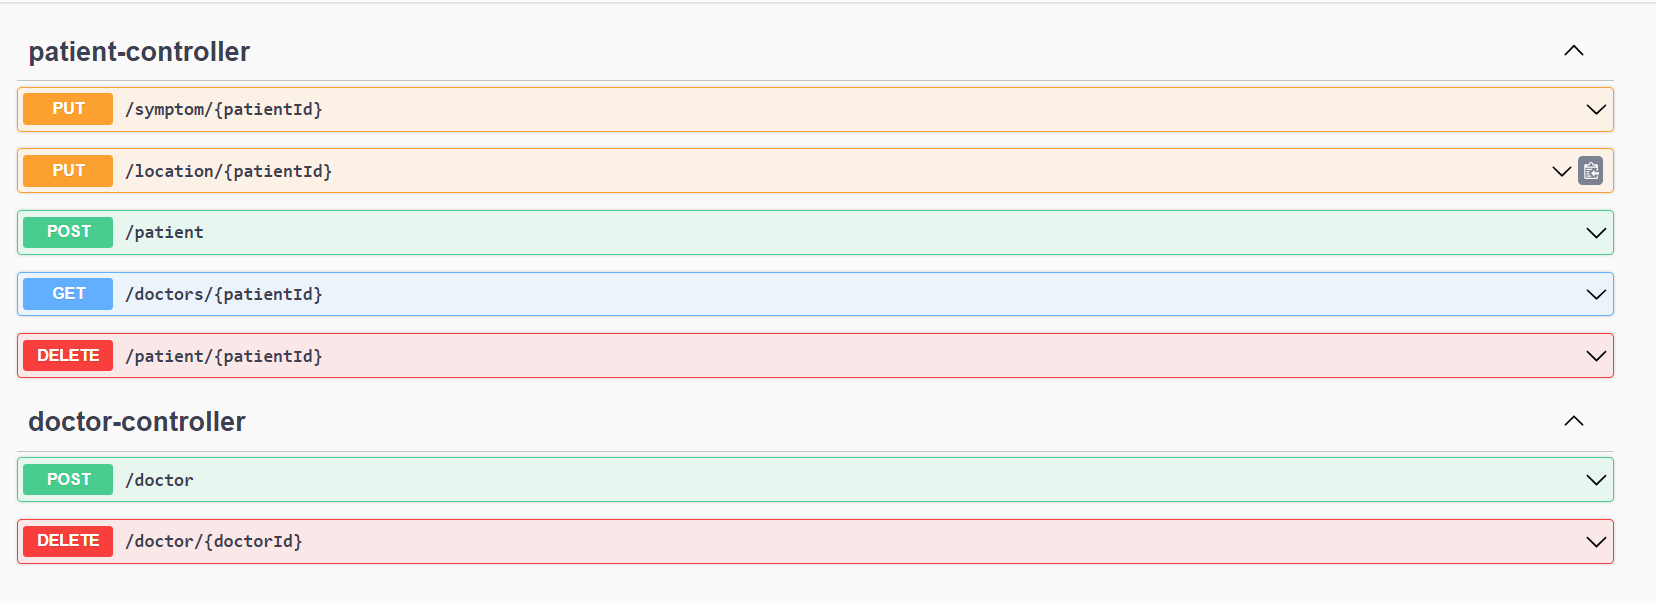 patient-controller
PUT /symptom/{patientId}
PUT /location/{patientId}
POST /patient
GET /doctors/{patientId}
DELETE /patient/{patientId}
doctor-controller
POST /doctor
DELETE /doctor/{doctorId}